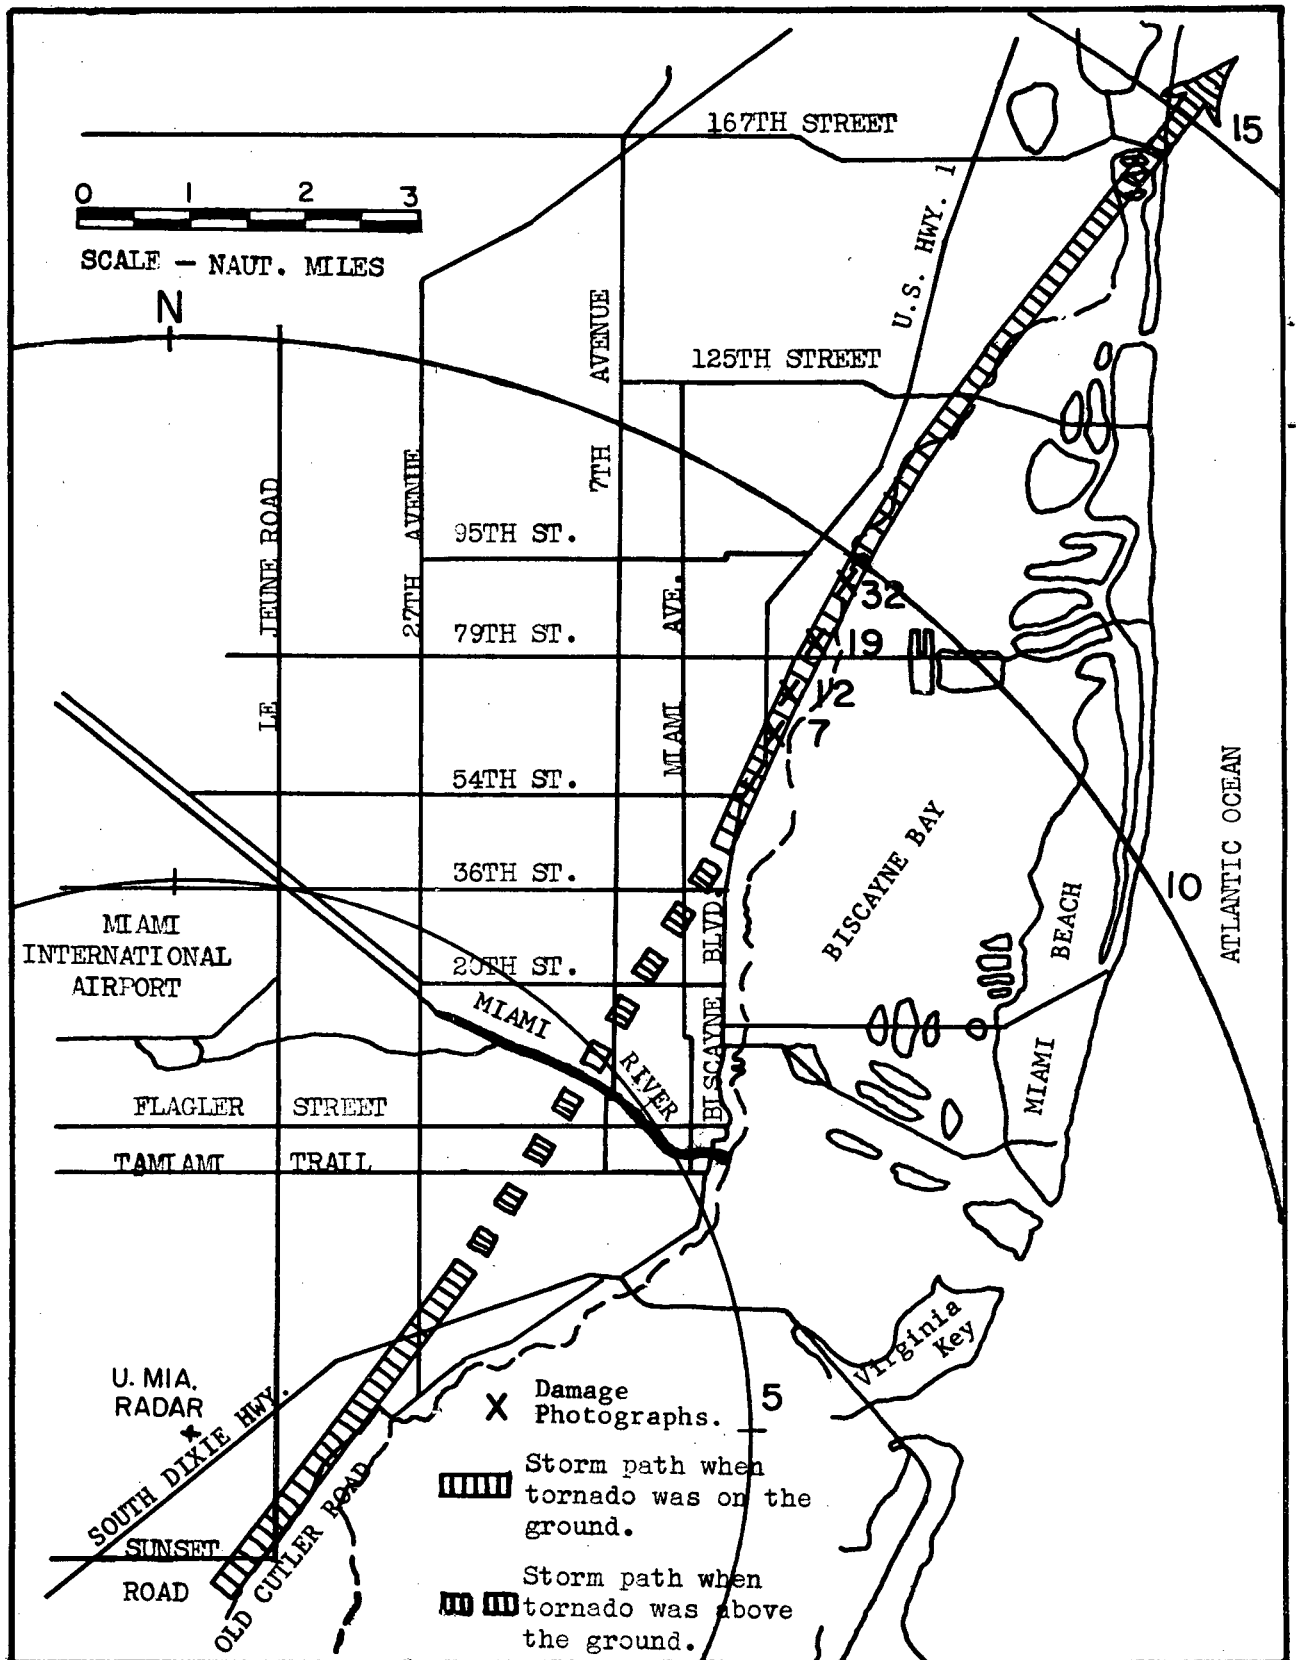 167TH STREET
15
0 1 2 3
SCALE - NAUT. MILES
N
U.S. HWY. 1
7TH AVENUE
125TH STREET
27TH AVENUE
LE JEUNE ROAD
95TH ST.
MIAMI AVE.
32
79TH ST.
19
12
7
54TH ST.
36TH ST.
BISCAYNE BAY
ATLANTIC OCEAN
10
MIAMI
INTERNATIONAL
AIRPORT
20TH ST.
BISCAYNE BLVD.
MIAMI BEACH
MIAMI RIVER
FLAGLER STREET
TAMIAMI TRAIL
Virginia
Key
U. MIA.
RADAR
SOUTH DIXIE HWY.
5
X Damage
Photographs.
Storm path when
tornado was on the
ground.
SUNSET
ROAD
OLD CUTLER ROAD
Storm path when
tornado was above
the ground.